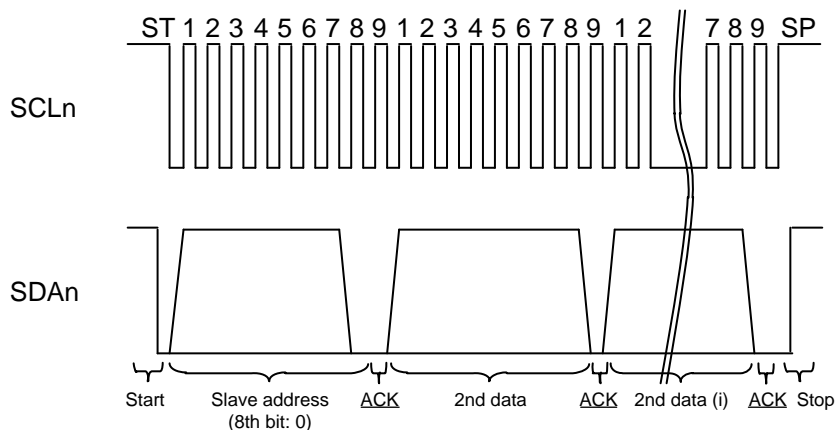 ST 1 2 3 4 5 6 7 8 9 1 2 3 4 5 6 7 8 9 1 2 7 8 9 SP
SCLn
SDAn
Start Slave address ACK 2nd data ACK 2nd data (i) ACK Stop
(8th bit: 0)